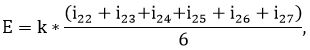 E = k * (i₂₂ + i₂₃+i₂₄+i₂₅ + i₂₆ + i₂₇) / 6,